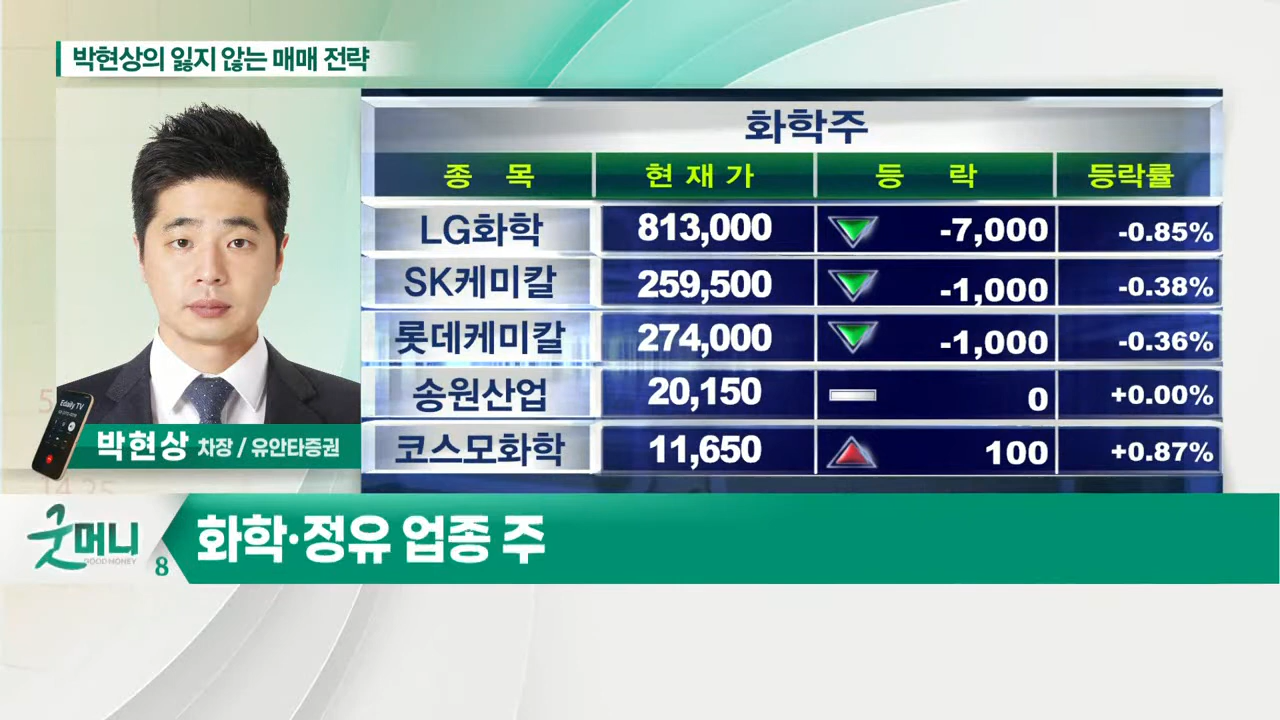 박현상의 잃지 않는 매매 전략
화학주
종 목 현 재 가 등 락 등락률
LG화학 813,000 -7,000 -0.85%
SK케미칼 259,500 -1,000 -0.38%
롯데케미칼 274,000 -1,000 -0.36%
송원산업 20,150 0 +0.00%
코스모화학 11,650 100 +0.87%
Edaily TV
박현상 차장 / 유안타증권
굿머니
GOOD MONEY
8
화학·정유 업종 주